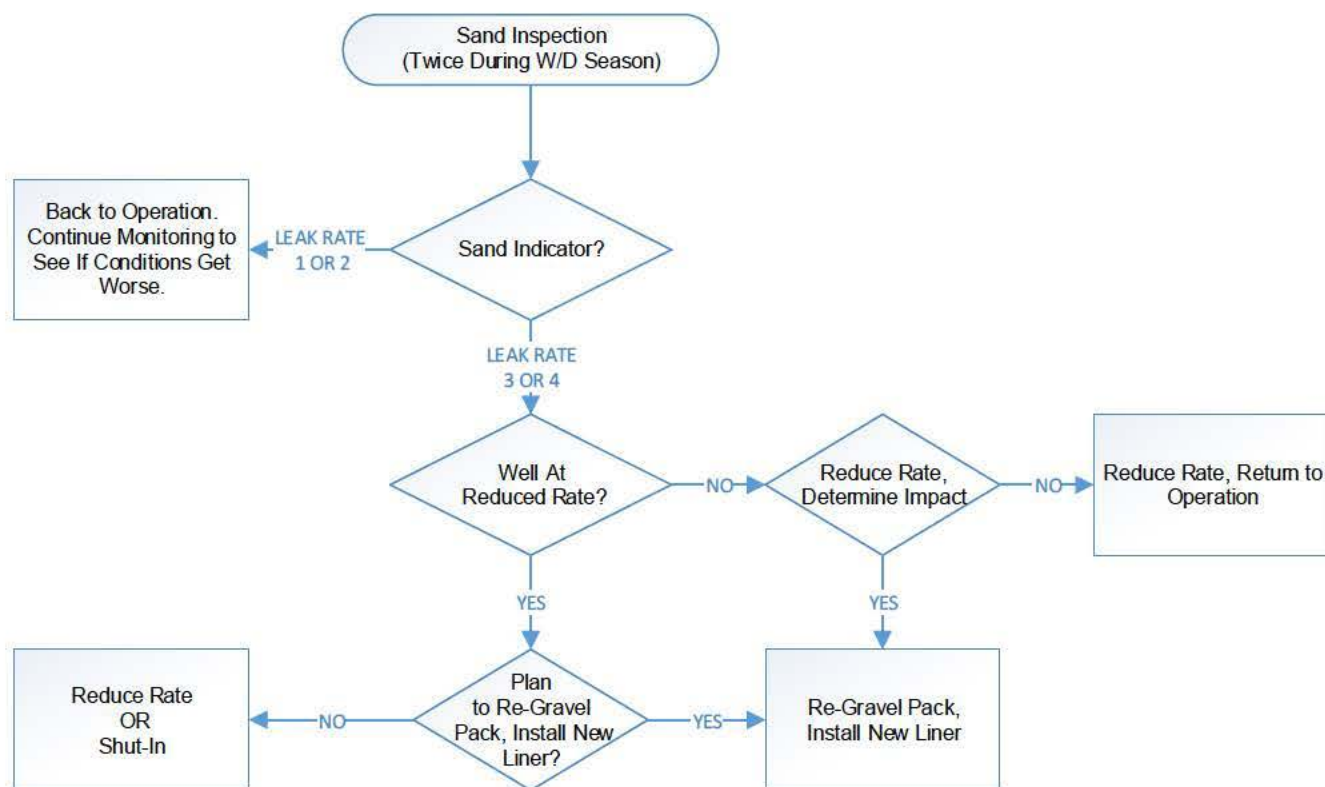 Sand Inspection
(Twice During W/D Season)
Back to Operation.
Continue Monitoring to
See If Conditions Get
Worse.
LEAK RATE
1 OR 2
Sand Indicator?
LEAK RATE
3 OR 4
Well At
Reduced Rate?
NO
Reduce Rate,
Determine Impact
NO
Reduce Rate, Return to
Operation
YES
YES
Reduce Rate
OR
Shut-In
NO
Plan
to Re-Gravel
Pack, Install New
Liner?
YES
Re-Gravel Pack,
Install New Liner